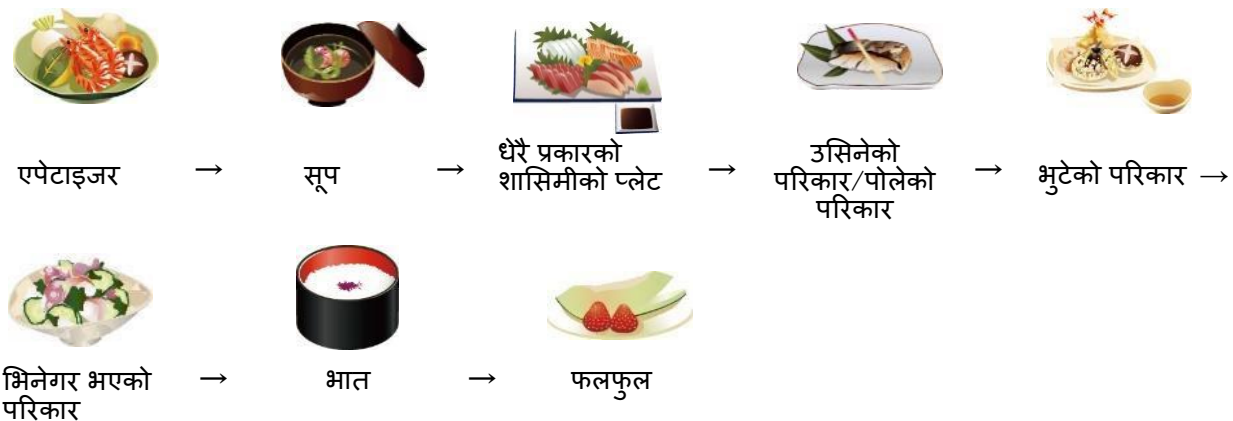 एपेटाइजर → सूप → धेरै प्रकारको
शासिमीको प्लेट → उसिनेको
परिकार/पोलेको
परिकार → भुटेको परिकार →
भिनेगर भएको
परिकार → भात → फलफुल